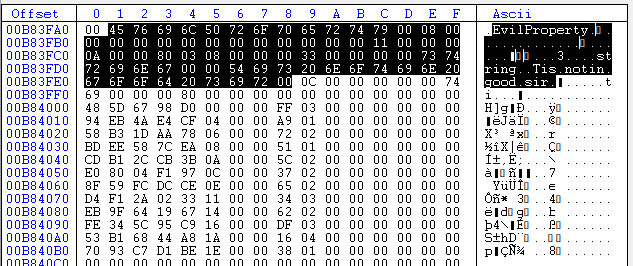 Offset 0 1 2 3 4 5 6 7 8 9 A B C D E F Ascii
00B83FA0 00 45 76 69 6C 50 72 6F 70 65 72 74 79 00 08 00 .EvilProperty
00B83FB0 00 00 00 00 00 00 00 00 00 00 00 00 11 00 00 00
00B83FC0 0A 00 00 80 03 08 00 00 00 33 00 00 00 00 73 74 3....st
00B83FD0 72 69 6E 67 00 00 54 69 73 20 6E 6F 74 69 6E 20 ring..Tis notin
00B83FE0 67 6F 6F 64 20 73 69 72 00 0C 00 00 00 00 00 74 good sir t
00B83FF0 69 00 00 00 80 00 00 00 00 00 00 00 00 00 00 00 i
00B84000 48 5D 67 98 D0 00 00 00 FF 03 00 00 00 00 00 00 H]g
00B84010 94 EB 4A E4 CF 04 00 00 A9 01 00 00 00 00 00 00 ëJäÏ ©
00B84020 58 B3 1D AA 78 06 00 00 72 02 00 00 00 00 00 00 X³ ªx r
00B84030 BD EE 58 7C EA 08 00 00 51 01 00 00 00 00 00 00 ½îX|ê Q
00B84040 CD B1 2C CB 3B 0A 00 00 5C 02 00 00 00 00 00 00 Í±,Ë; \
00B84050 E0 80 04 F1 97 0C 00 00 37 02 00 00 00 00 00 00 à ñ 7
00B84060 8F 59 FC DC CE 0E 00 00 65 02 00 00 00 00 00 00 YüÜÎ e
00B84070 D4 F1 2A 02 33 11 00 00 34 03 00 00 00 00 00 00 Ôñ* 3 4
00B84080 EB 9F 64 19 67 14 00 00 62 02 00 00 00 00 00 00 ë d g b
00B84090 FE 34 5C 95 C9 16 00 00 DF 03 00 00 00 00 00 00 þ4\ É ß
00B840A0 53 B1 68 44 A8 1A 00 00 16 04 00 00 00 00 00 00 S±hD¨
00B840B0 70 93 C7 D1 BE 1E 00 00 38 01 00 00 00 00 00 00 p ÇÑ¾ 8